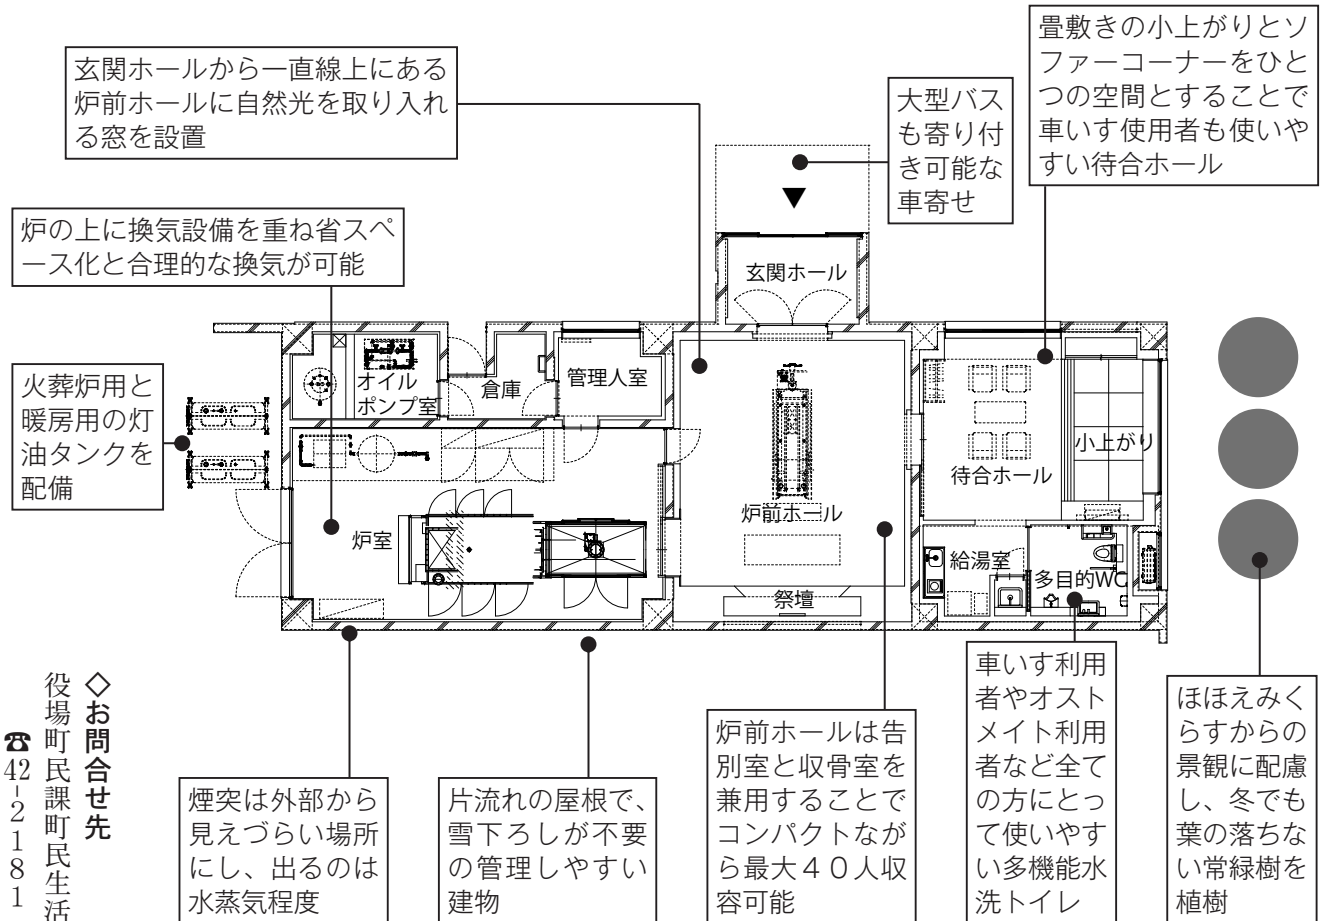 玄関ホールから一直線上にある
炉前ホールに自然光を取り入れ
る窓を設置
大型バス
も寄り付
き可能な
車寄せ
畳敷きの小上がりとソ
ファーコーナーをひと
つの空間とすることで
車いす使用者も使いや
すい待合ホール
炉の上に換気設備を重ね省スペ
ース化と合理的な換気が可能
火葬炉用と
暖房用の灯
油タンクを
配備
玄関ホール
オイル
ポンプ室
倉庫
管理人室
炉室
炉前ホール
祭壇
待合ホール
小上がり
給湯室
多目的WC
煙突は外部から
見えづらい場所
にし、出るのは
水蒸気程度
片流れの屋根で、
雪下ろしが不要
の管理しやすい
建物
炉前ホールは告
別室と収骨室を
兼用することで
コンパクトなが
ら最大40人収
容可能
車いす利用
者やオスト
メイト利用
者など全て
の方にとっ
て使いやす
い多機能水
洗トイレ
ほほえみく
らすからの
景観に配慮
し、冬でも
葉の落ちな
い常緑樹を
植樹
◇お問合せ先
役場町民課町民生活
☎42-2181